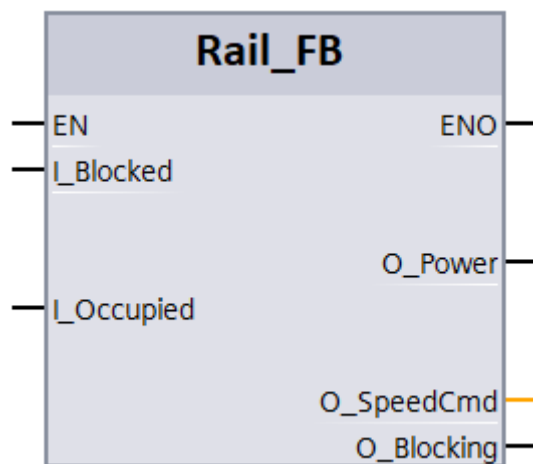 Rail_FB
EN ENO
I_Blocked
O_Power
I_Occupied
O_SpeedCmd
O_Blocking